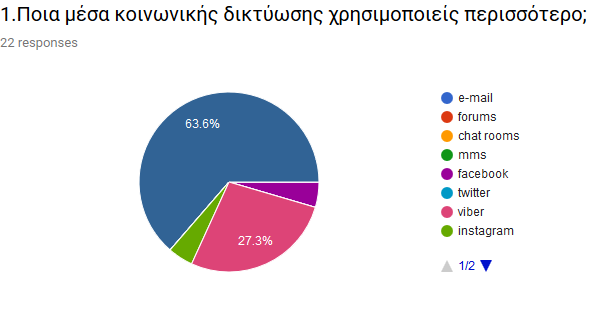 1.Ποια μέσα κοινωνικής δικτύωσης χρησιμοποιείς περισσότερο;
22 responses
63.6%
27.3%
e-mail
forums
chat rooms
mms
facebook
twitter
viber
instagram
1/2